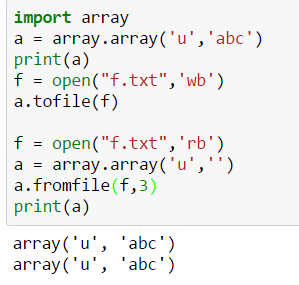 import array
a = array.array('u','abc')
print(a)
f = open("f.txt",'wb')
a.tofile(f)
f = open("f.txt",'rb')
a = array.array('u','')
a.fromfile(f,3)
print(a)
array('u', 'abc')
array('u', 'abc')